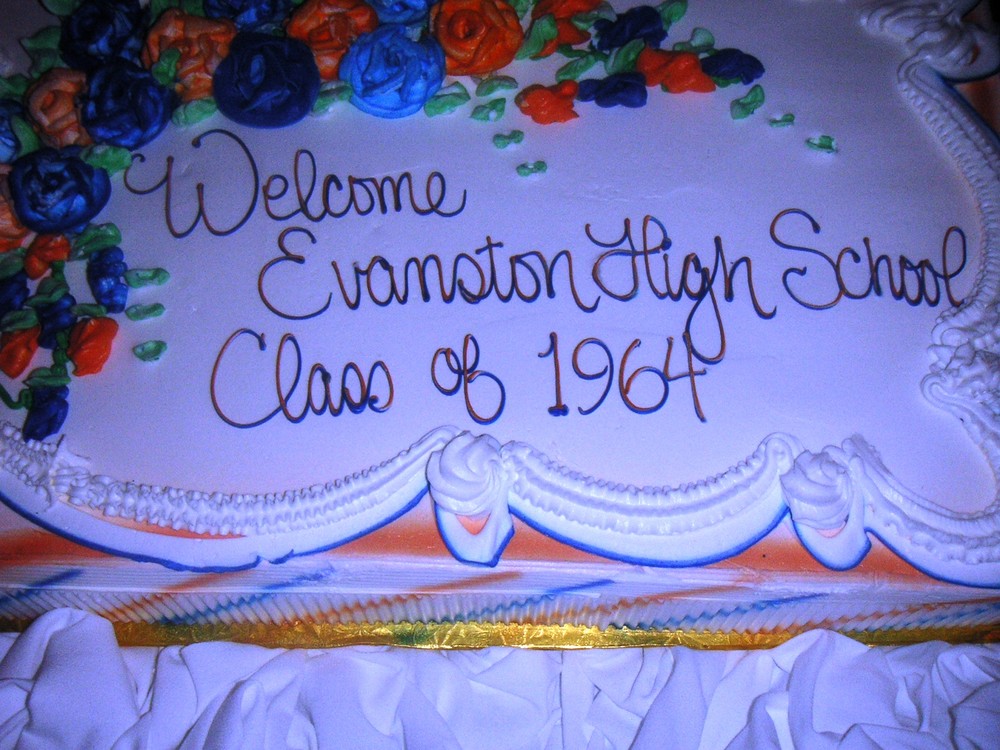 Welcome
Evanston High School
Class of 1964